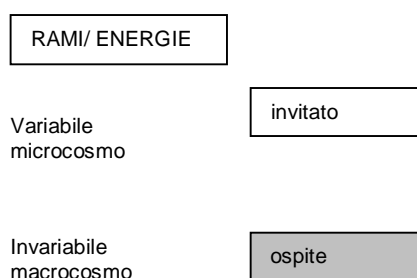 RAMI/ ENERGIE
invitato
Variabile
microcosmo
Invariabile
ospite
macrocosmo